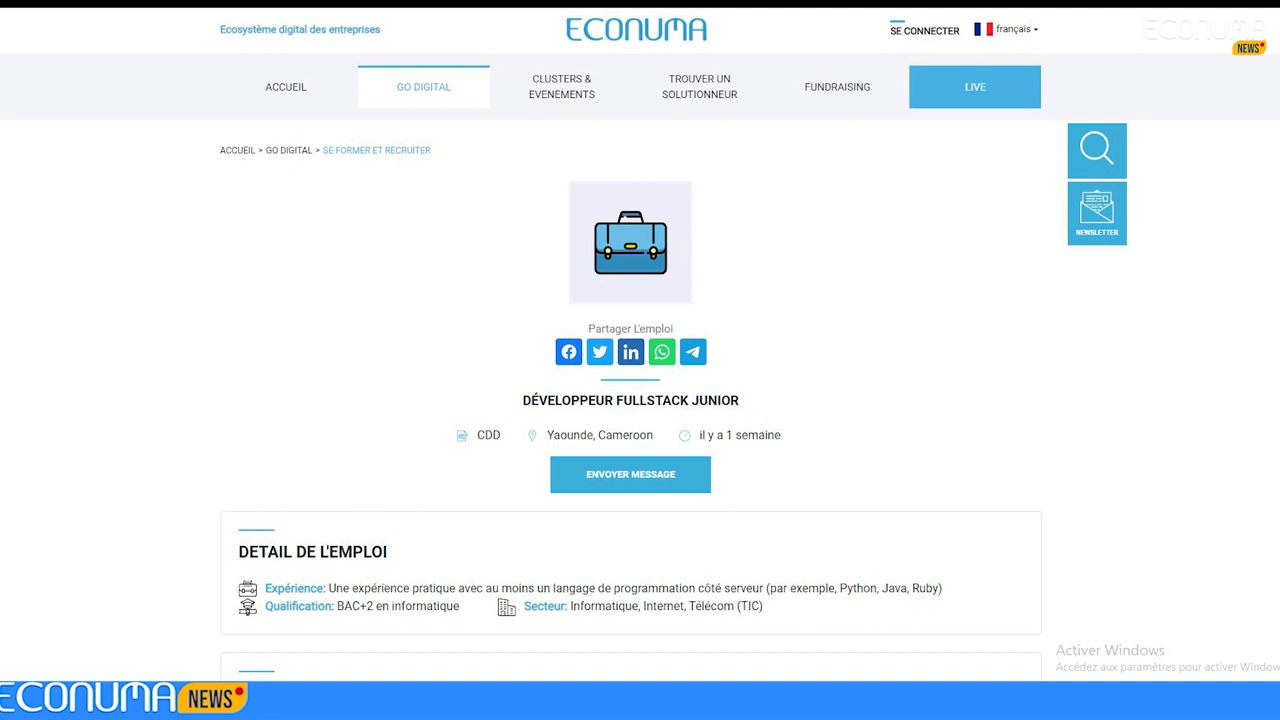 Ecosystème digital des entreprises
ECONUMA
SE CONNECTER
français
ECONUMA
NEWS
ACCUEIL
GO DIGITAL
CLUSTERS &
EVENEMENTS
TROUVER UN
SOLUTIONNEUR
FUNDRAISING
LIVE
ACCUEIL > GO DIGITAL > SE FORMER ET RECRUITER
NEWSLETTER
Partager L'emploi
DÉVELOPPEUR FULLSTACK JUNIOR
CDD Yaounde, Cameroon il y a 1 semaine
ENVOYER MESSAGE
DETAIL DE L'EMPLOI
Expérience: Une expérience pratique avec au moins un langage de programmation côté serveur (par exemple, Python, Java, Ruby)
Qualification: BAC+2 en informatique Secteur: Informatique, Internet, Télécom (TIC)
Activer Windows
Accédez aux paramètres pour activer Window
ECONUMA NEWS